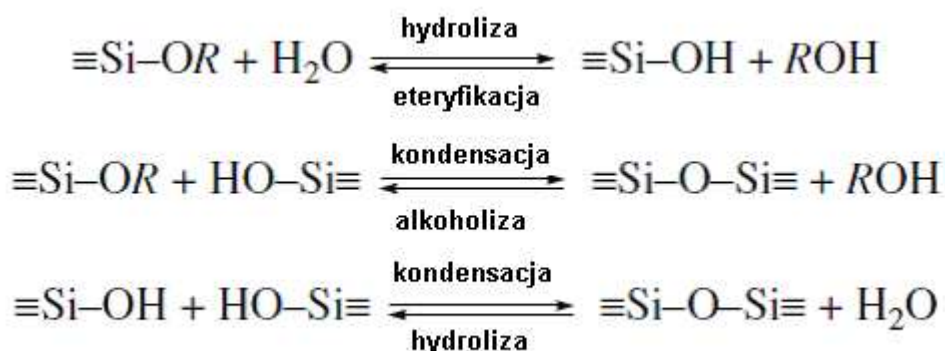 hydroliza
≡Si–OR + H₂O ⇌ ≡Si–OH + ROH
eteryfikacja
kondensacja
≡Si–OR + HO–Si≡ ⇌ ≡Si–O–Si≡ + ROH
alkoholiza
kondensacja
≡Si–OH + HO–Si≡ ⇌ ≡Si–O–Si≡ + H₂O
hydroliza